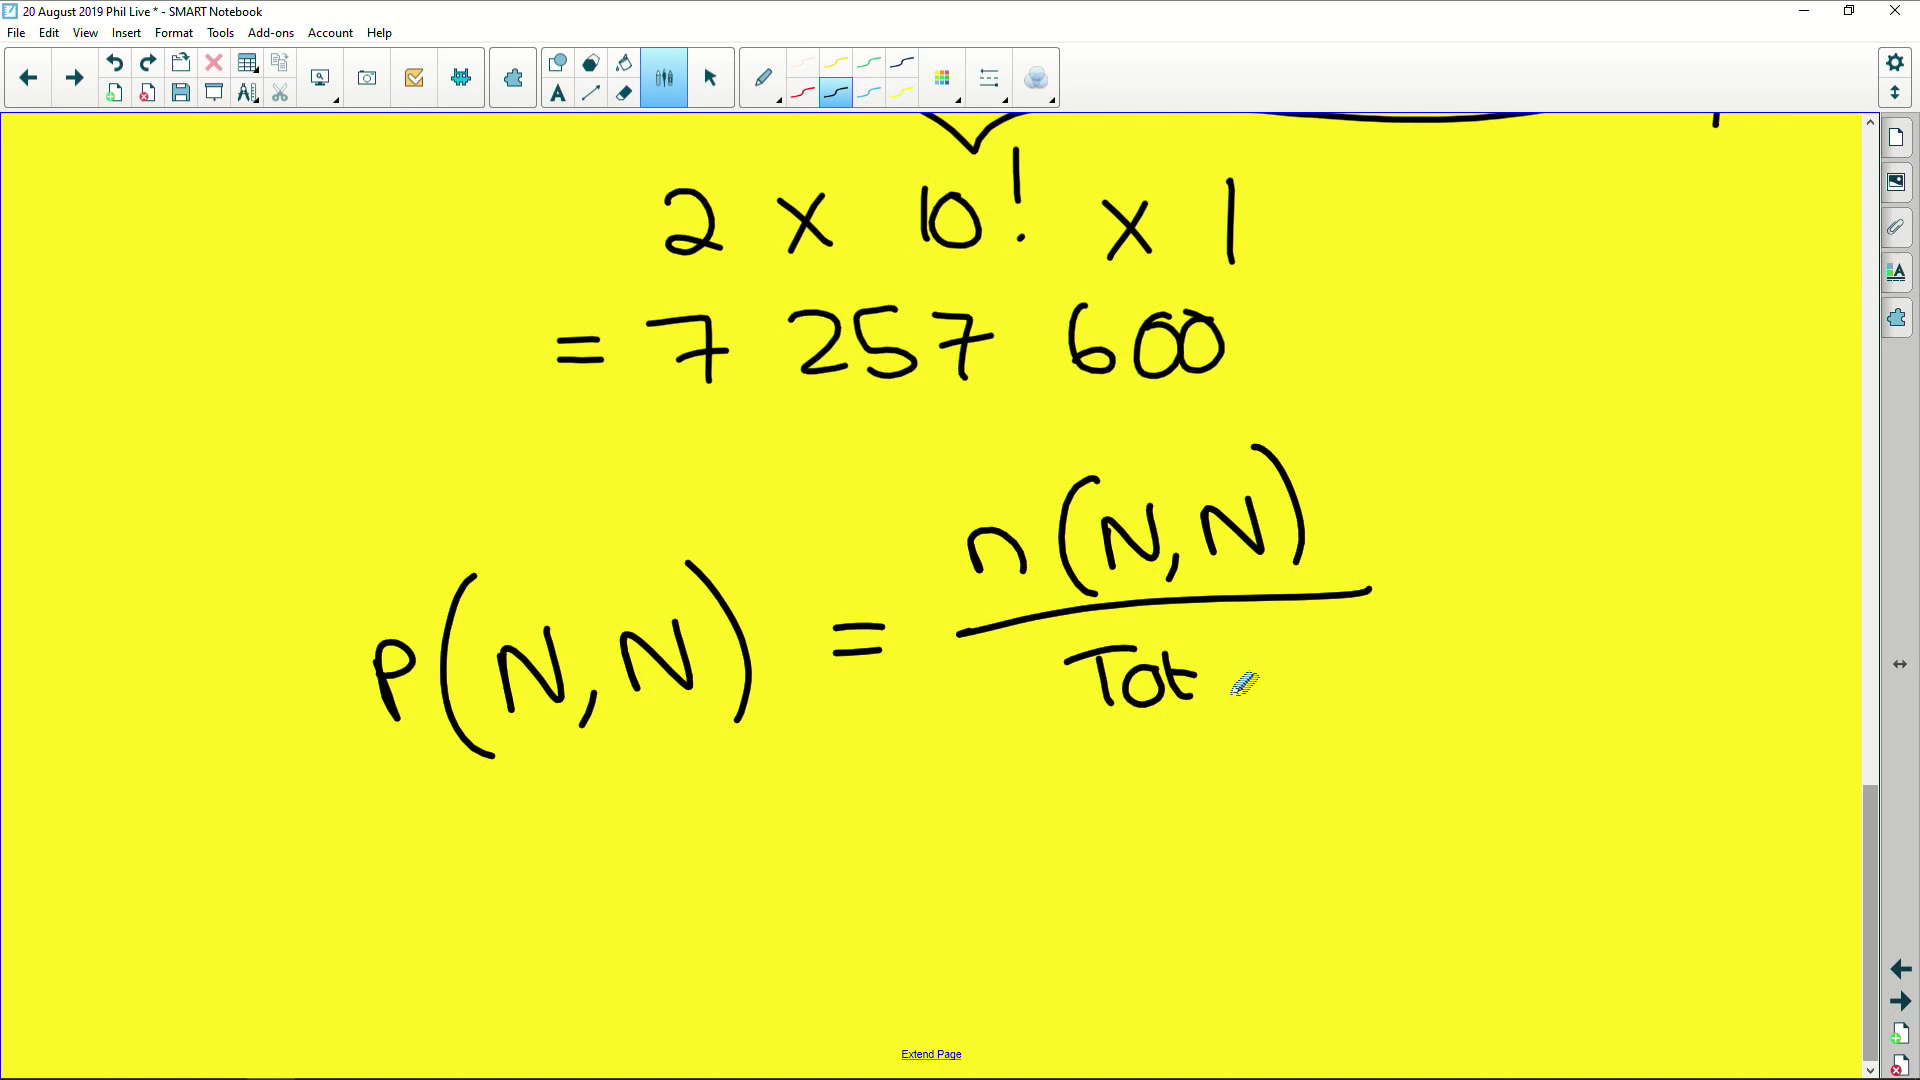 20 August 2019 Phil Live * - SMART Notebook
File Edit View Insert Format Tools Add-ons Account Help
2 x 10! x 1
= 7 257 600
n(N,N)
P(N,N) =
Tot
Extend Page